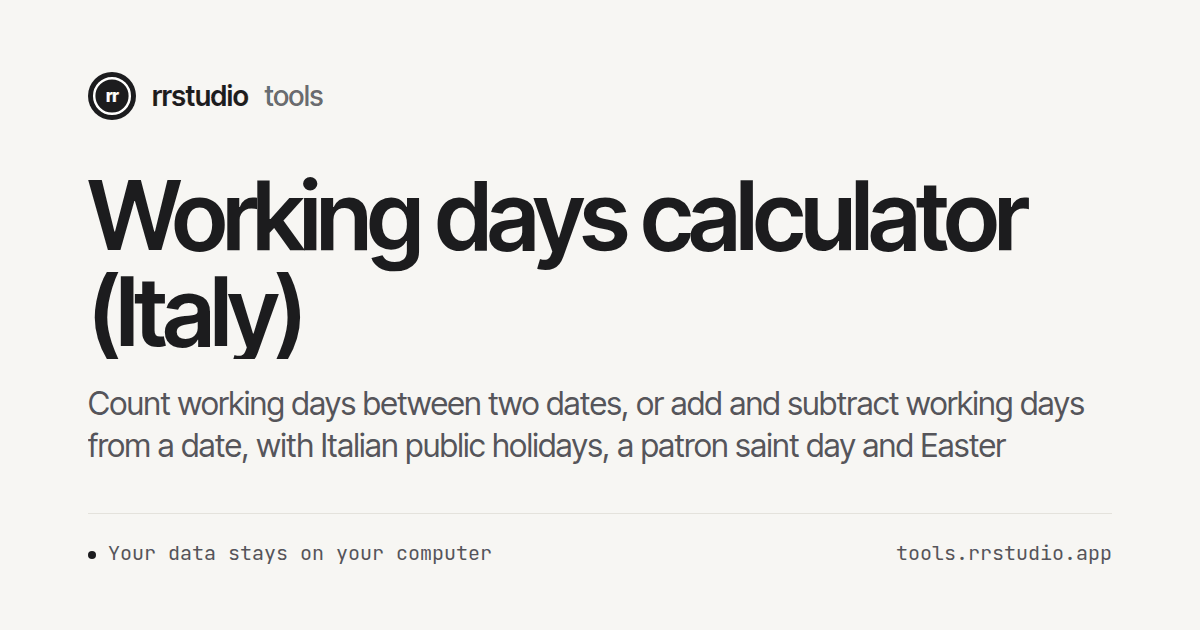 rr rrstudio tools
Working days calculator
(Italy)
Count working days between two dates, or add and subtract working days
from a date, with Italian public holidays, a patron saint day and Easter
Your data stays on your computer
tools.rrstudio.app